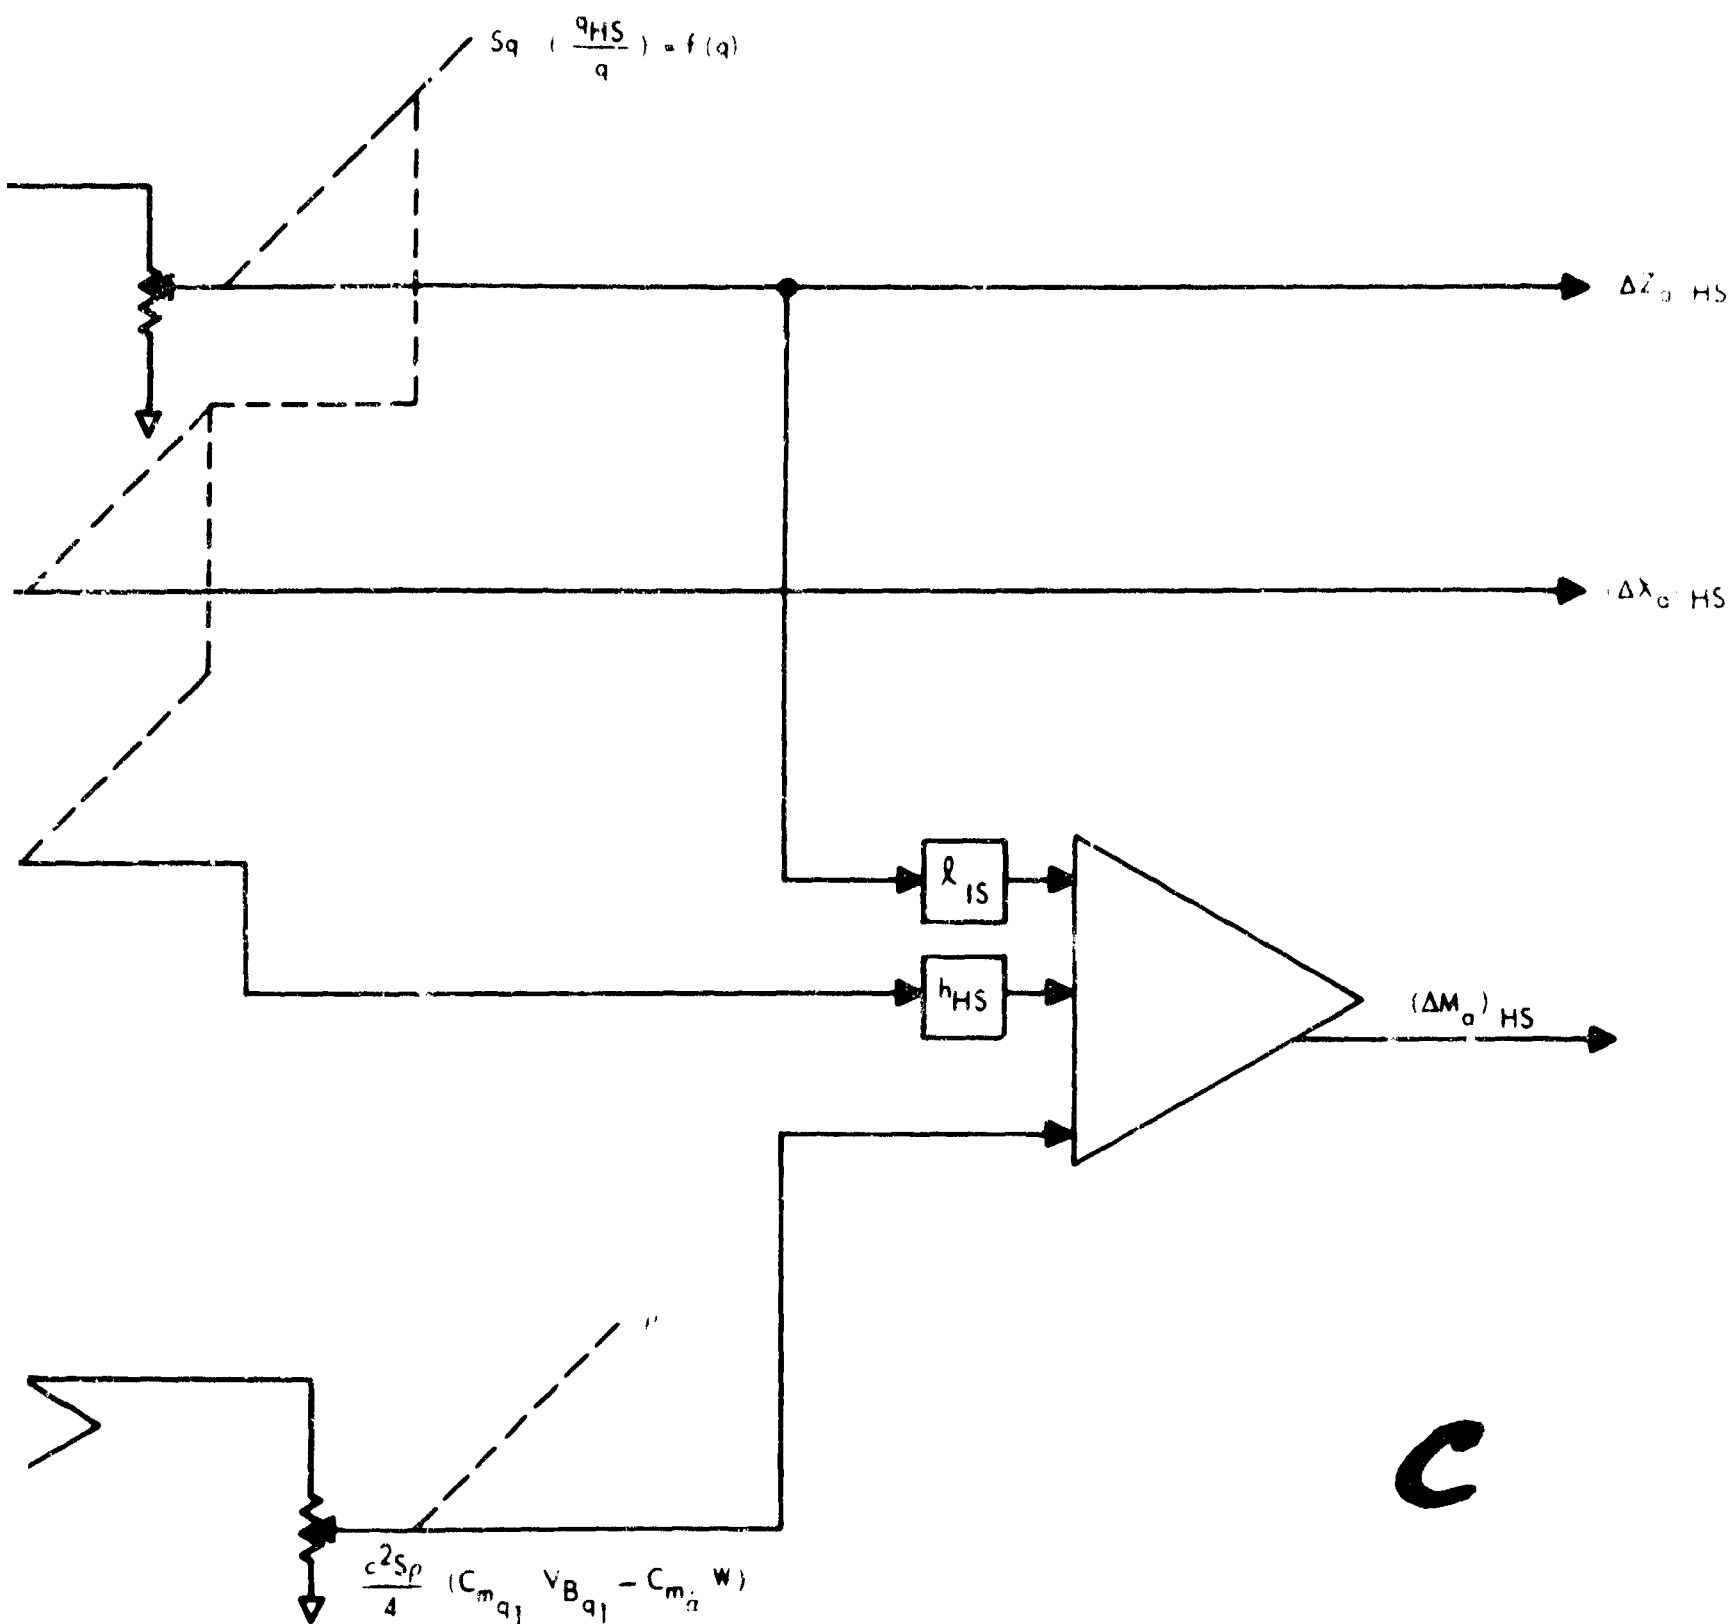 Sq ( qHS / q ) = f(q)
ΔZa HS
(ΔXa) HS
ℓIS
hHS
(ΔMa)HS
c²Sρ / 4 (Cmq1 VBq1 − Cmα̇ W)
C